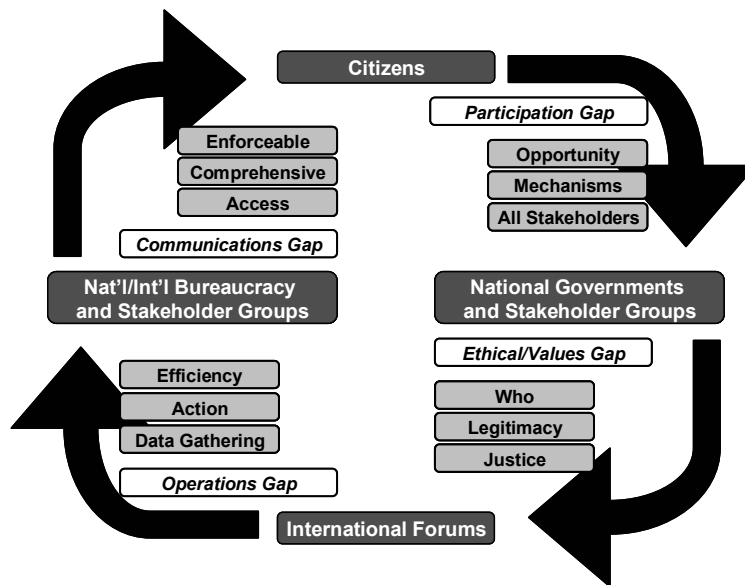 Citizens
Participation Gap
Opportunity
Mechanisms
All Stakeholders
National Governments
and Stakeholder Groups
Ethical/Values Gap
Who
Legitimacy
Justice
International Forums
Operations Gap
Data Gathering
Action
Efficiency
Nat'l/Int'l Bureaucracy
and Stakeholder Groups
Communications Gap
Access
Comprehensive
Enforceable